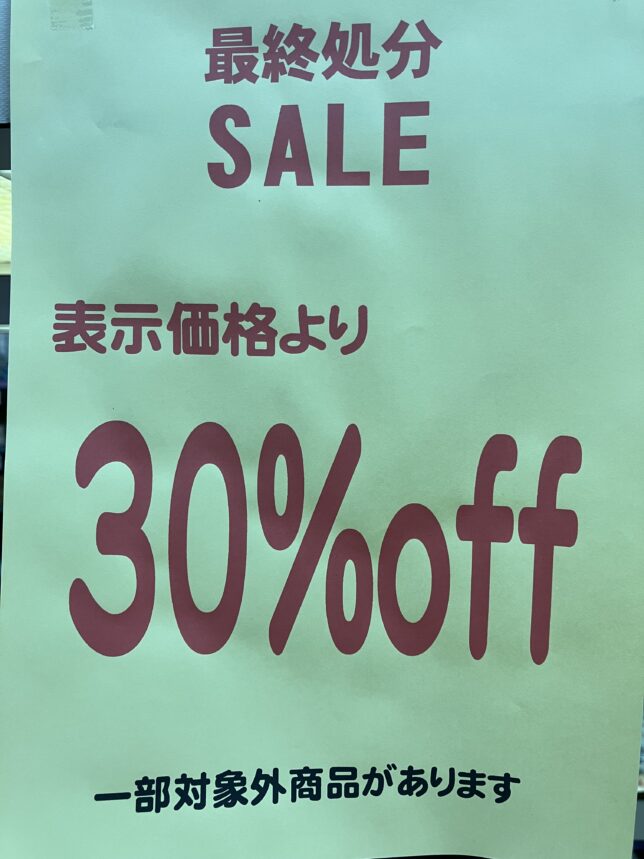 最終処分
SALE
表示価格より
30%off
一部対象外商品があります